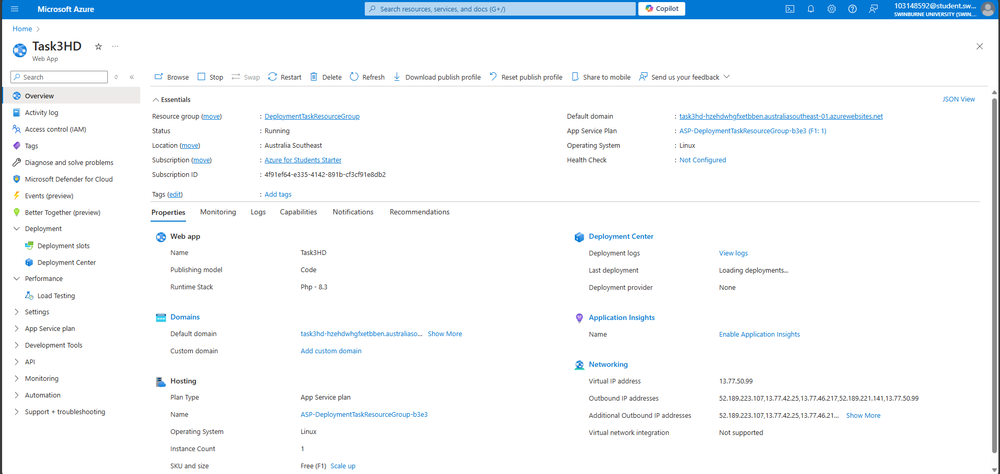 Microsoft Azure
Search resources, services, and docs (G+/)
Copilot
103148592@student.sw...
SWINBURNE UNIVERSITY (SWIN....
Home
Task3HD
Web App
Search
Browse
Stop
Swap
Restart
Delete
Refresh
Download publish profile
Reset publish profile
Share to mobile
Send us your feedback
Overview
Activity log
Access control (IAM)
Tags
Diagnose and solve problems
Microsoft Defender for Cloud
Events (preview)
Better Together (preview)
Deployment
Deployment slots
Deployment Center
Performance
Load Testing
Settings
App Service plan
Development Tools
API
Monitoring
Automation
Support + troubleshooting
Essentials
JSON View
Resource group (move) : DeploymentTaskResourceGroup
Status : Running
Location (move) : Australia Southeast
Subscription (move) : Azure for Students Starter
Subscription ID : 4f91ef64-e335-4142-891b-cf3cf91e8db2
Tags (edit) : Add tags
Default domain : task3hd-hzehdwhgfxetbben.australiasoutheast-01.azurewebsites.net
App Service Plan : ASP-DeploymentTaskResourceGroup-b3e3 (F1: 1)
Operating System : Linux
Health Check : Not Configured
Properties
Monitoring
Logs
Capabilities
Notifications
Recommendations
Web app
Name Task3HD
Publishing model Code
Runtime Stack Php - 8.3
Domains
Default domain task3hd-hzehdwhgfxetbben.australiaso... Show More
Custom domain Add custom domain
Hosting
Plan Type App Service plan
Name ASP-DeploymentTaskResourceGroup-b3e3
Operating System Linux
Instance Count 1
SKU and size Free (F1) Scale up
Deployment Center
Deployment logs View logs
Last deployment Loading deployments...
Deployment provider None
Application Insights
Name Enable Application Insights
Networking
Virtual IP address 13.77.50.99
Outbound IP addresses 52.189.223.107,13.77.42.25,13.77.46.217,52.189.221.141,13.77.50.99
Additional Outbound IP addresses 52.189.223.107,13.77.42.25,13.77.46.21... Show More
Virtual network integration Not supported